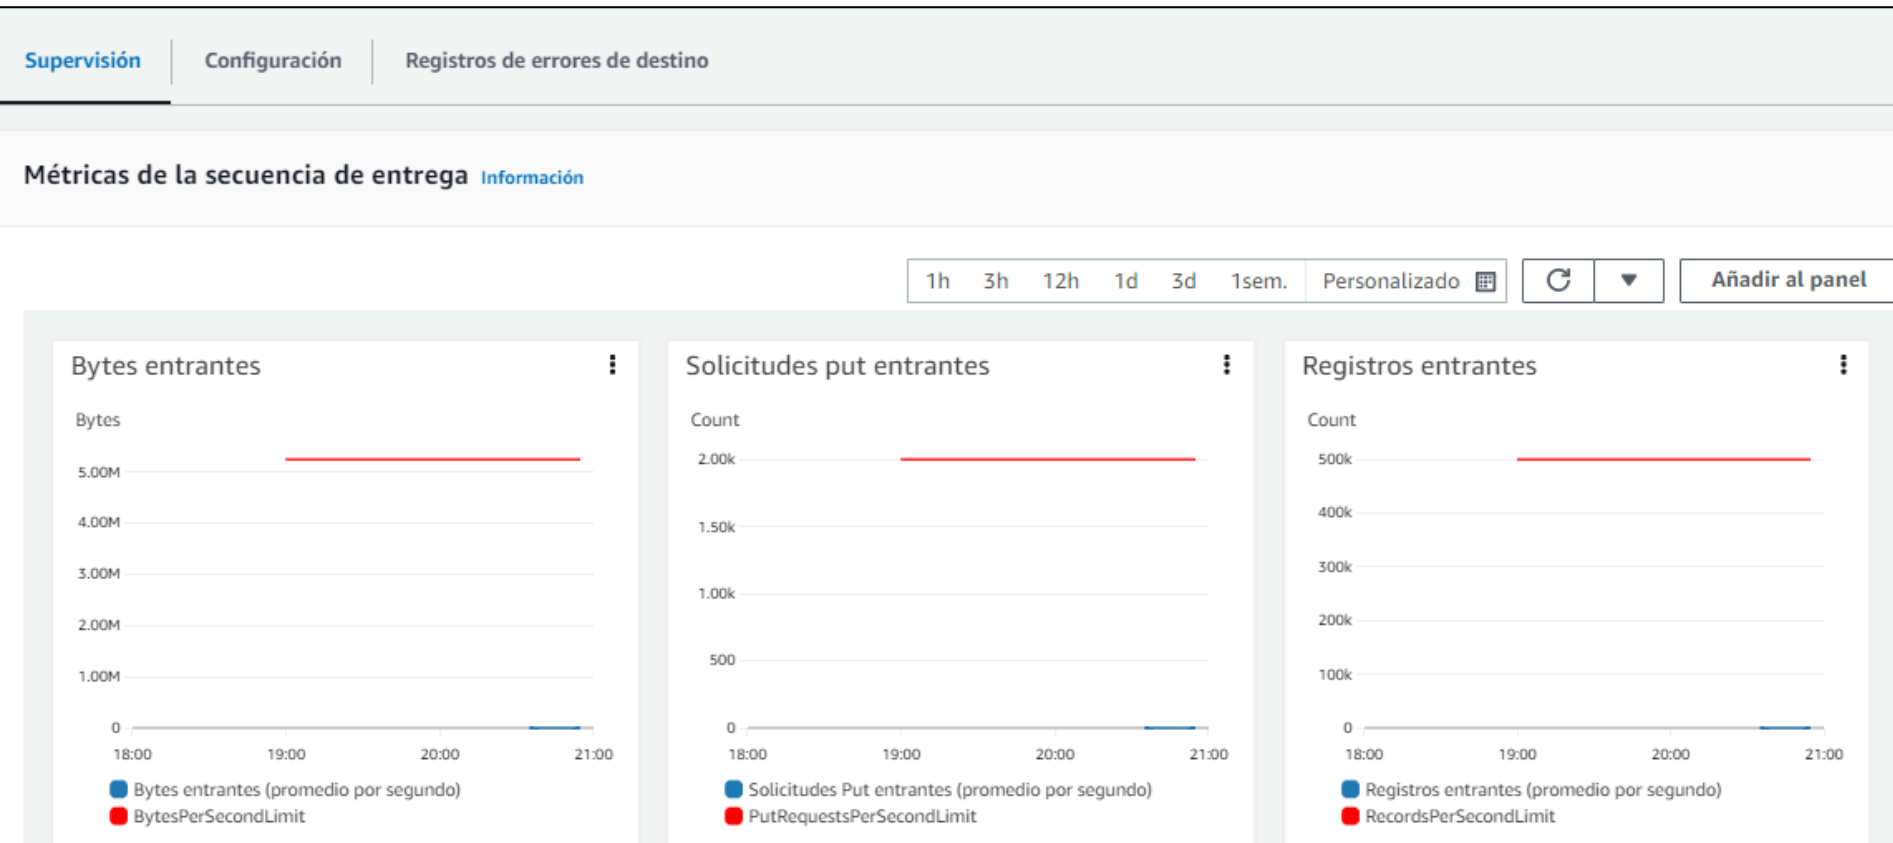 Supervisión Configuración Registros de errores de destino
Métricas de la secuencia de entrega Información
1h 3h 12h 1d 3d 1sem. Personalizado Añadir al panel
Bytes entrantes
Bytes
5.00M
4.00M
3.00M
2.00M
1.00M
0
18:00 19:00 20:00 21:00
Bytes entrantes (promedio por segundo)
BytesPerSecondLimit
Solicitudes put entrantes
Count
2.00k
1.50k
1.00k
500
0
18:00 19:00 20:00 21:00
Solicitudes Put entrantes (promedio por segundo)
PutRequestsPerSecondLimit
Registros entrantes
Count
500k
400k
300k
200k
100k
0
18:00 19:00 20:00 21:00
Registros entrantes (promedio por segundo)
RecordsPerSecondLimit